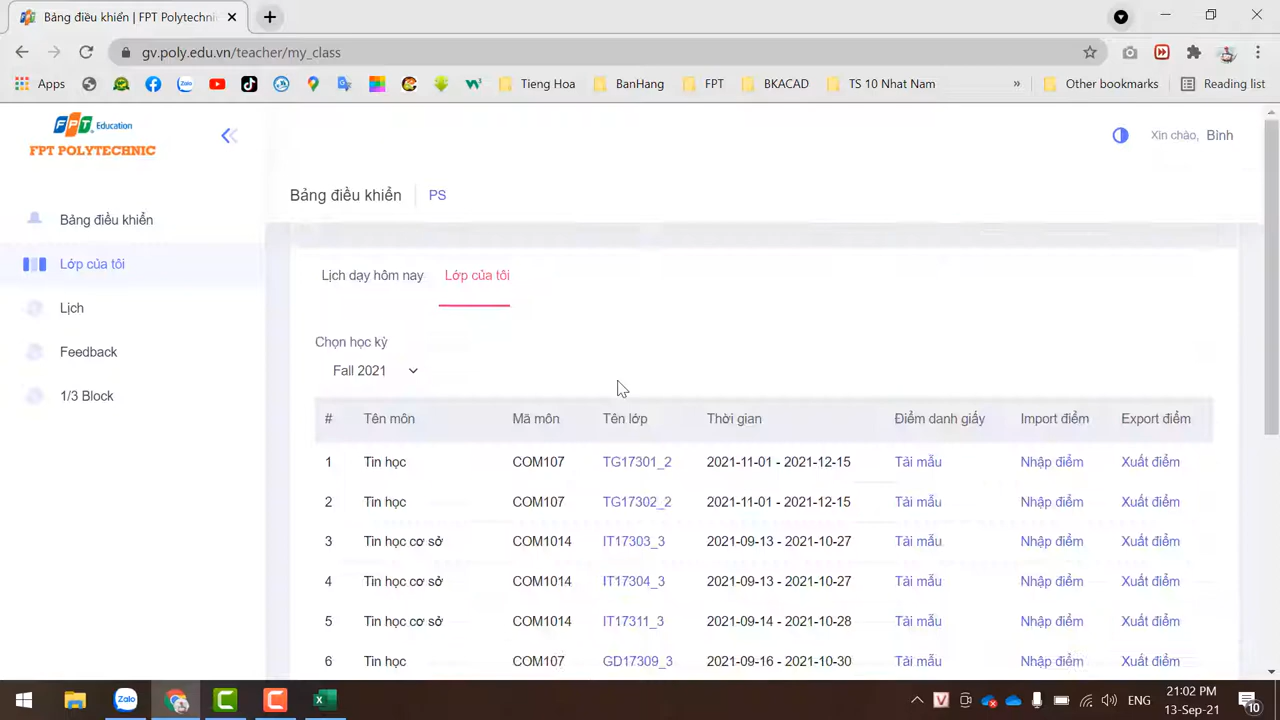 Bảng điều khiển | FPT Polytechnic
gv.poly.edu.vn/teacher/my_class
Apps Zalo Tieng Hoa BanHang FPT BKACAD TS 10 Nhat Nam » Other bookmarks Reading list
FPT Education
FPT POLYTECHNIC
Xin chào, Binh
Bảng điều khiển PS
Bảng điều khiển
Lớp của tôi
Lịch
Feedback
1/3 Block
Lịch dạy hôm nay Lớp của tôi
Chọn học kỳ
Fall 2021
# Tên môn Mã môn Tên lớp Thời gian Điểm danh giấy Import điểm Export điểm
1 Tin học COM107 TG17301_2 2021-11-01 - 2021-12-15 Tải mẫu Nhập điểm Xuất điểm
2 Tin học COM107 TG17302_2 2021-11-01 - 2021-12-15 Tải mẫu Nhập điểm Xuất điểm
3 Tin học cơ sở COM1014 IT17303_3 2021-09-13 - 2021-10-27 Tải mẫu Nhập điểm Xuất điểm
4 Tin học cơ sở COM1014 IT17304_3 2021-09-13 - 2021-10-27 Tải mẫu Nhập điểm Xuất điểm
5 Tin học cơ sở COM1014 IT17311_3 2021-09-14 - 2021-10-28 Tải mẫu Nhập điểm Xuất điểm
6 Tin học COM107 GD17309_3 2021-09-16 - 2021-10-30 Tải mẫu Nhập điểm Xuất điểm
Zalo ENG 21:02 PM
13-Sep-21 10